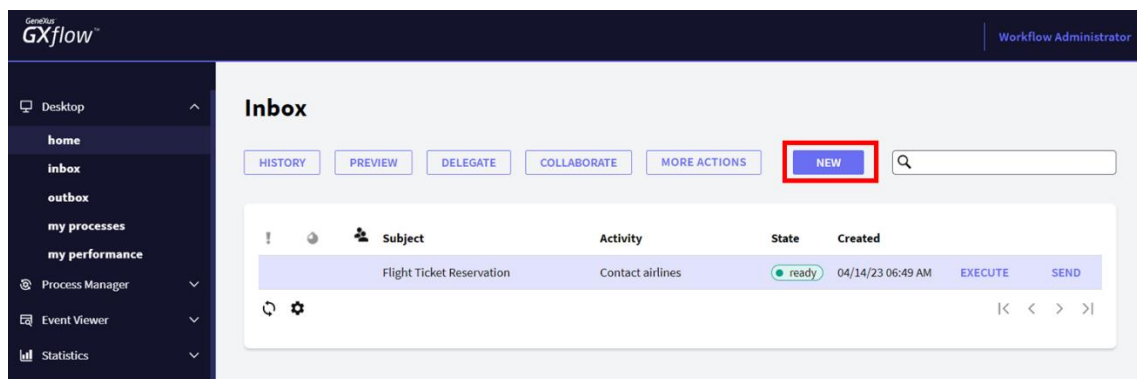 GeneXus
GXflow™
Workflow Administrator
Desktop
home
inbox
outbox
my processes
my performance
Process Manager
Event Viewer
Statistics
Inbox
HISTORY PREVIEW DELEGATE COLLABORATE MORE ACTIONS NEW
! Subject Activity State Created
Flight Ticket Reservation Contact airlines ready 04/14/23 06:49 AM EXECUTE SEND